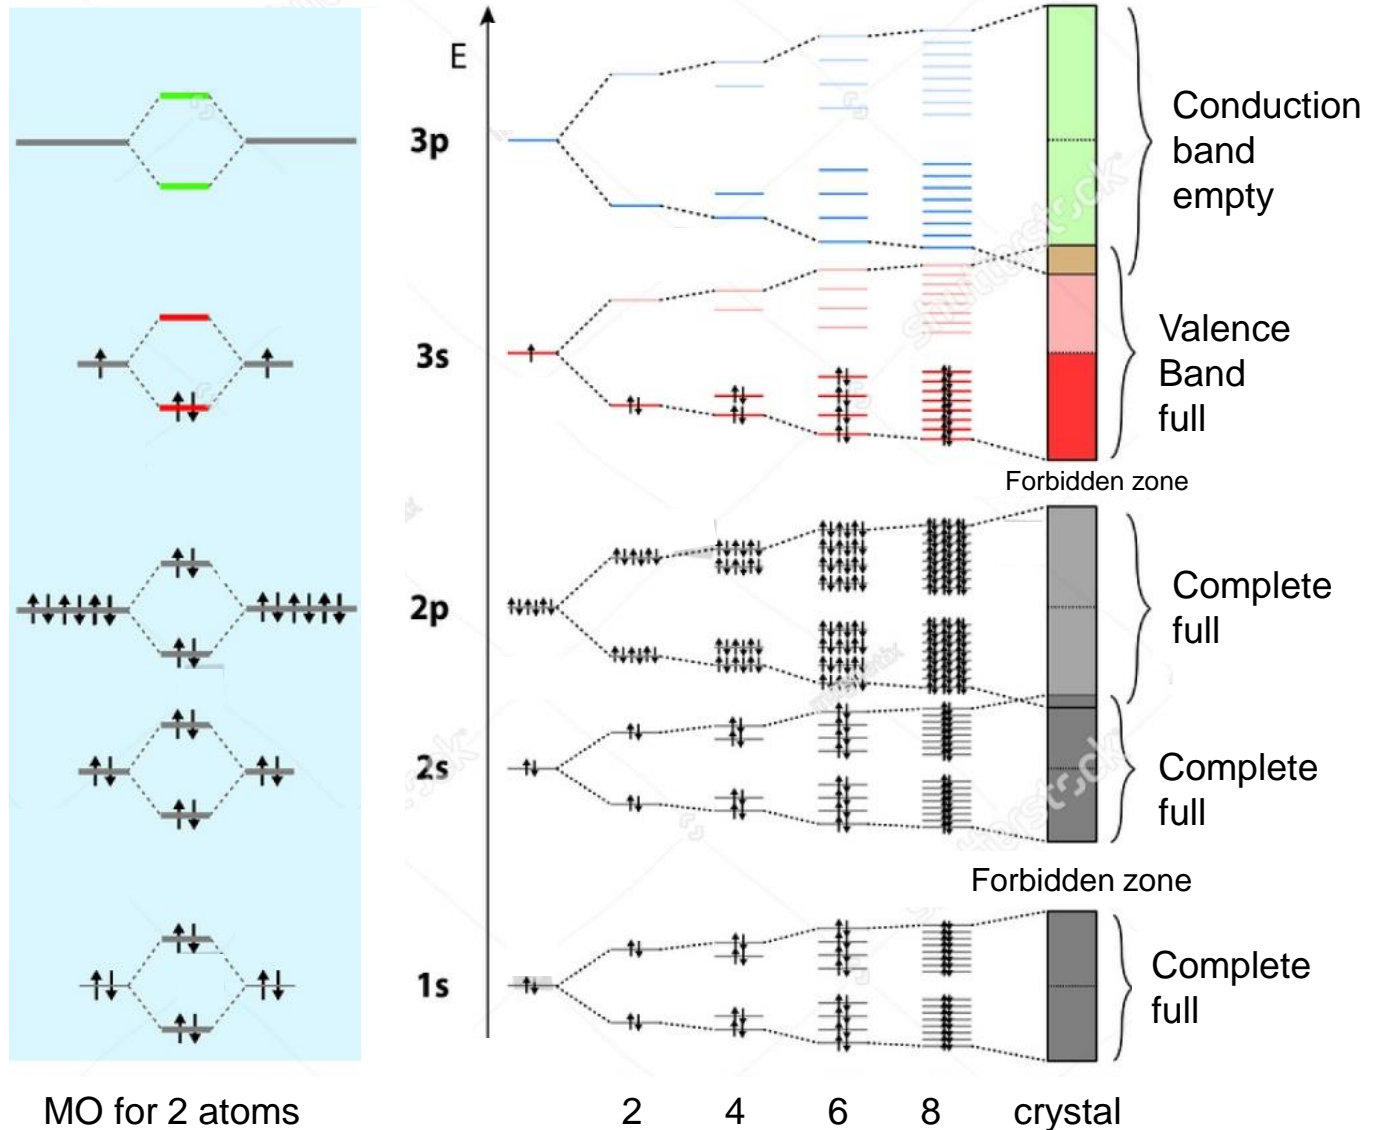 E
3p
Conduction
band
empty
3s
Valence
Band
full
Forbidden zone
2p
Complete
full
2s
Complete
full
Forbidden zone
1s
Complete
full
MO for 2 atoms
2
4
6
8
crystal
shutterstock